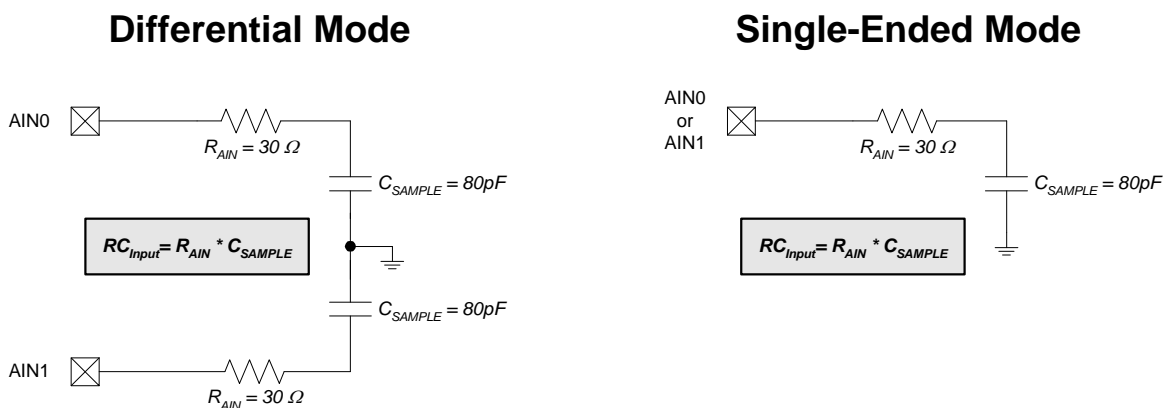 Differential Mode
AIN0
R_AIN = 30 Ω
C_SAMPLE = 80pF
RC_Input= R_AIN * C_SAMPLE
C_SAMPLE = 80pF
AIN1
R_AIN = 30 Ω
Single-Ended Mode
AIN0
or
AIN1
R_AIN = 30 Ω
C_SAMPLE = 80pF
RC_Input= R_AIN * C_SAMPLE